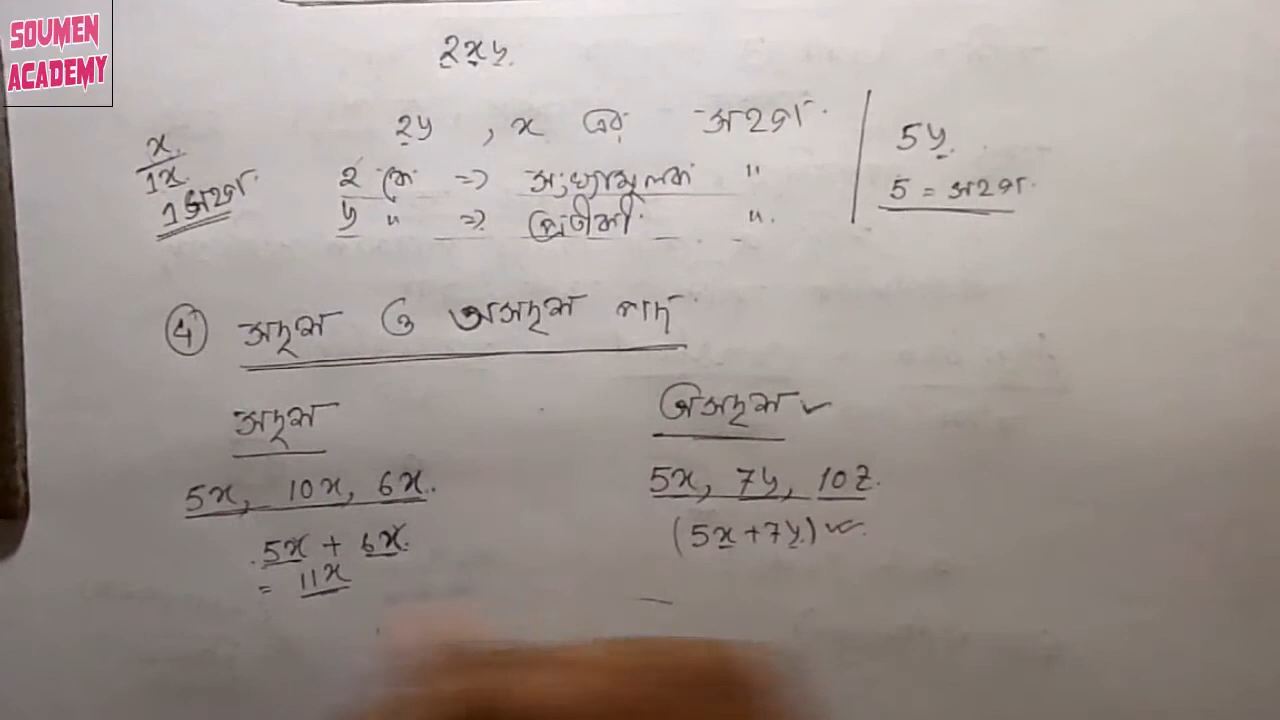 SOUMEN
ACADEMY
2xy.
2y, x এর সহগ
2 কে => সংখ্যামূলক "
y " => প্রতীকী "
x.
1x.
1 সহগ.
5y.
5 = সহগ.
4 সদৃশ ও অসদৃশ পদ
সদৃশ
5x, 10x, 6x.
5x + 6x.
= 11x
অসদৃশ ✓
5x, 7y, 10z.
(5x+7y) ✓